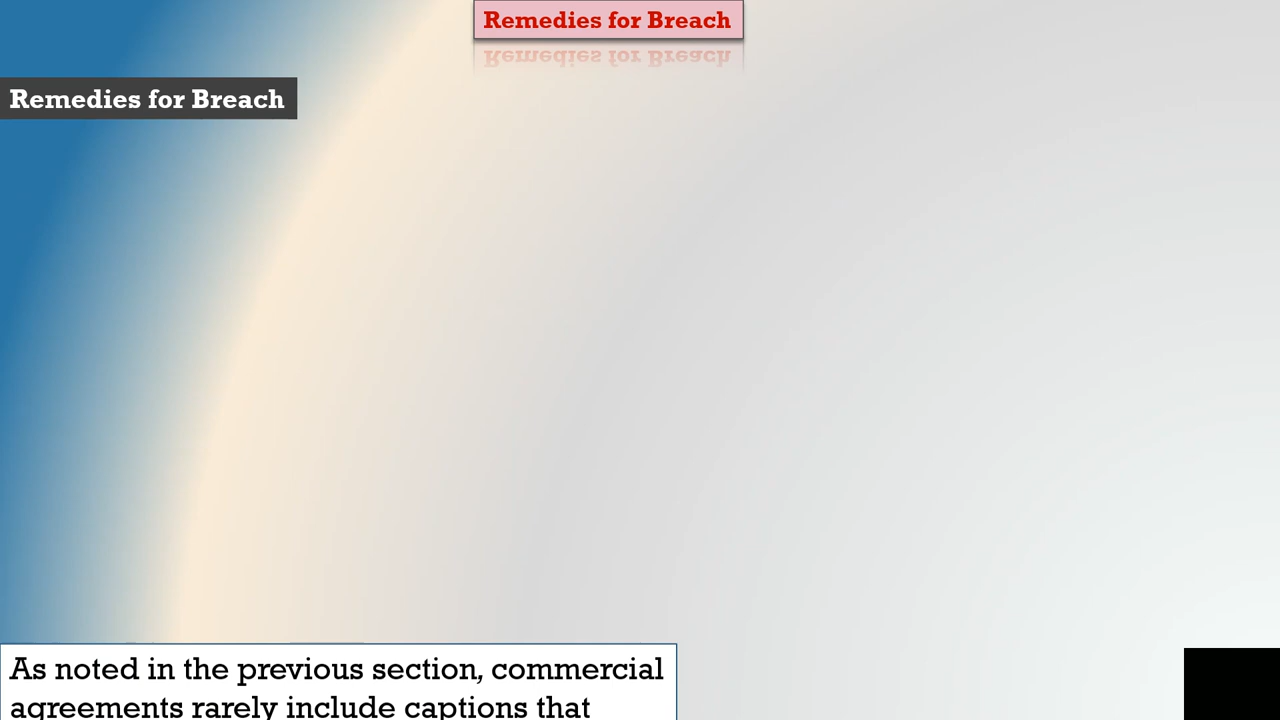 Remedies for Breach
Remedies for Breach
As noted in the previous section, commercial
agreements rarely include captions that